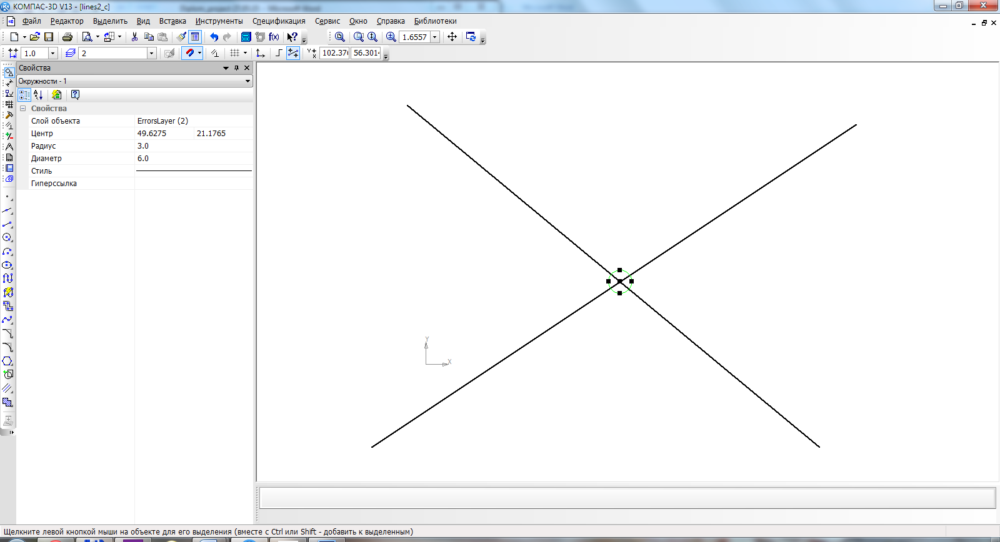 КОМПАС-3D V13 - [lines2_c]
Файл Редактор Выделить Вид Вставка Инструменты Спецификация Сервис Окно Справка Библиотеки
f(x) 1.6557
1.0 2 102.37 56.301
Свойства
Окружности - 1
Свойства
Слой объекта ErrorsLayer (2)
Центр 49.6275 21.1765
Радиус 3.0
Диаметр 6.0
Стиль
Гиперссылка
Y
X
Щелкните левой кнопкой мыши на объекте для его выделения (вместе с Ctrl или Shift - добавить к выделенным)